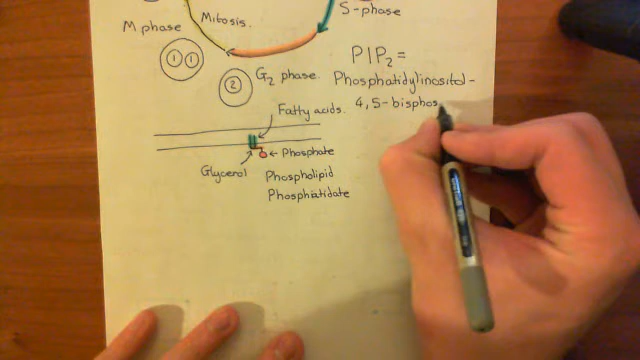 S-phase
Mitosis.
M phase
1 1
PIP2 =
G2 phase.
2
Phosphatidylinositol-
4,5-bisphos
Fatty acids.
← Phosphate
Glycerol
Phospholipid
Phosphatidate